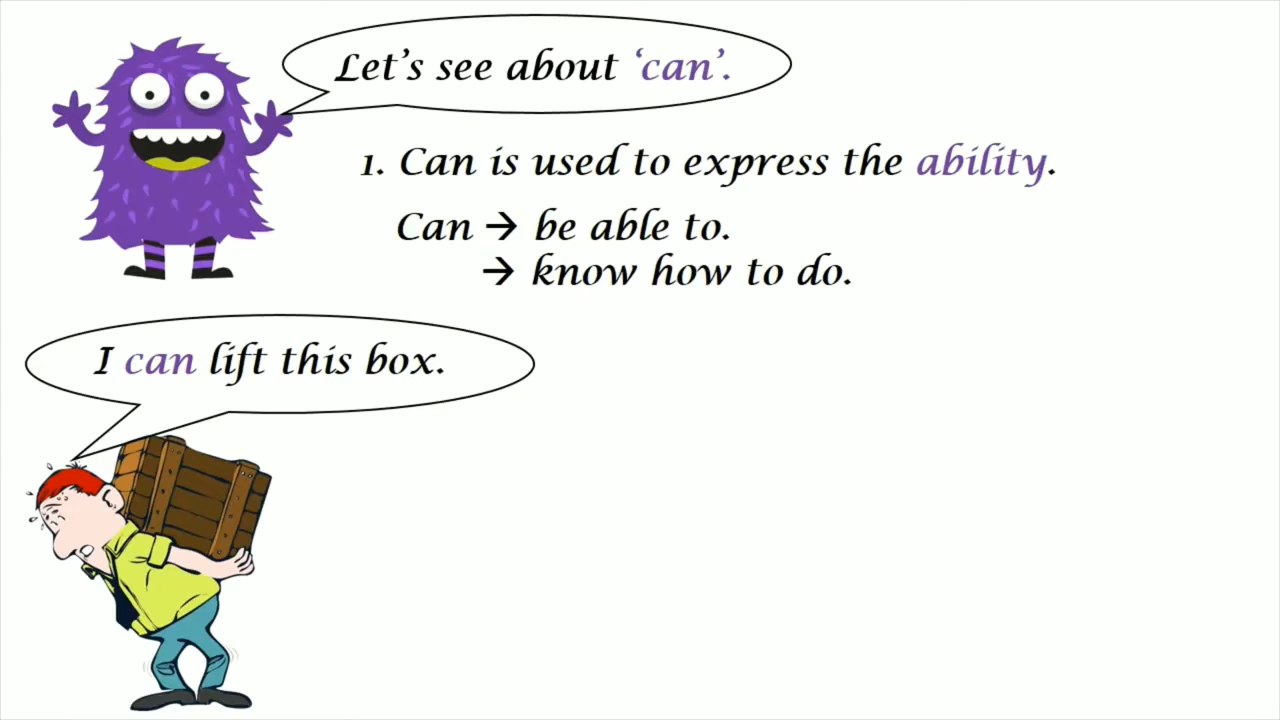 Let's see about ‘can’.
1. Can is used to express the ability.
Can → be able to.
→ know how to do.
I can lift this box.